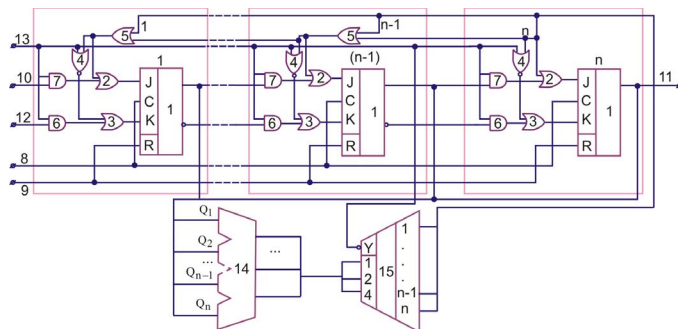 1 n-1 n
5 5
13
4 4 4
1 (n-1) n
10 7 2 J 7 2 J 7 2 J 11
C C C
1 1 1
12 6 3 K 6 3 K 6 3 K
R R R
8
9
Q1
Q2
...
Qn-1
Qn
14
...
Y
1
2
4
15
1
.
.
.
n-1
n